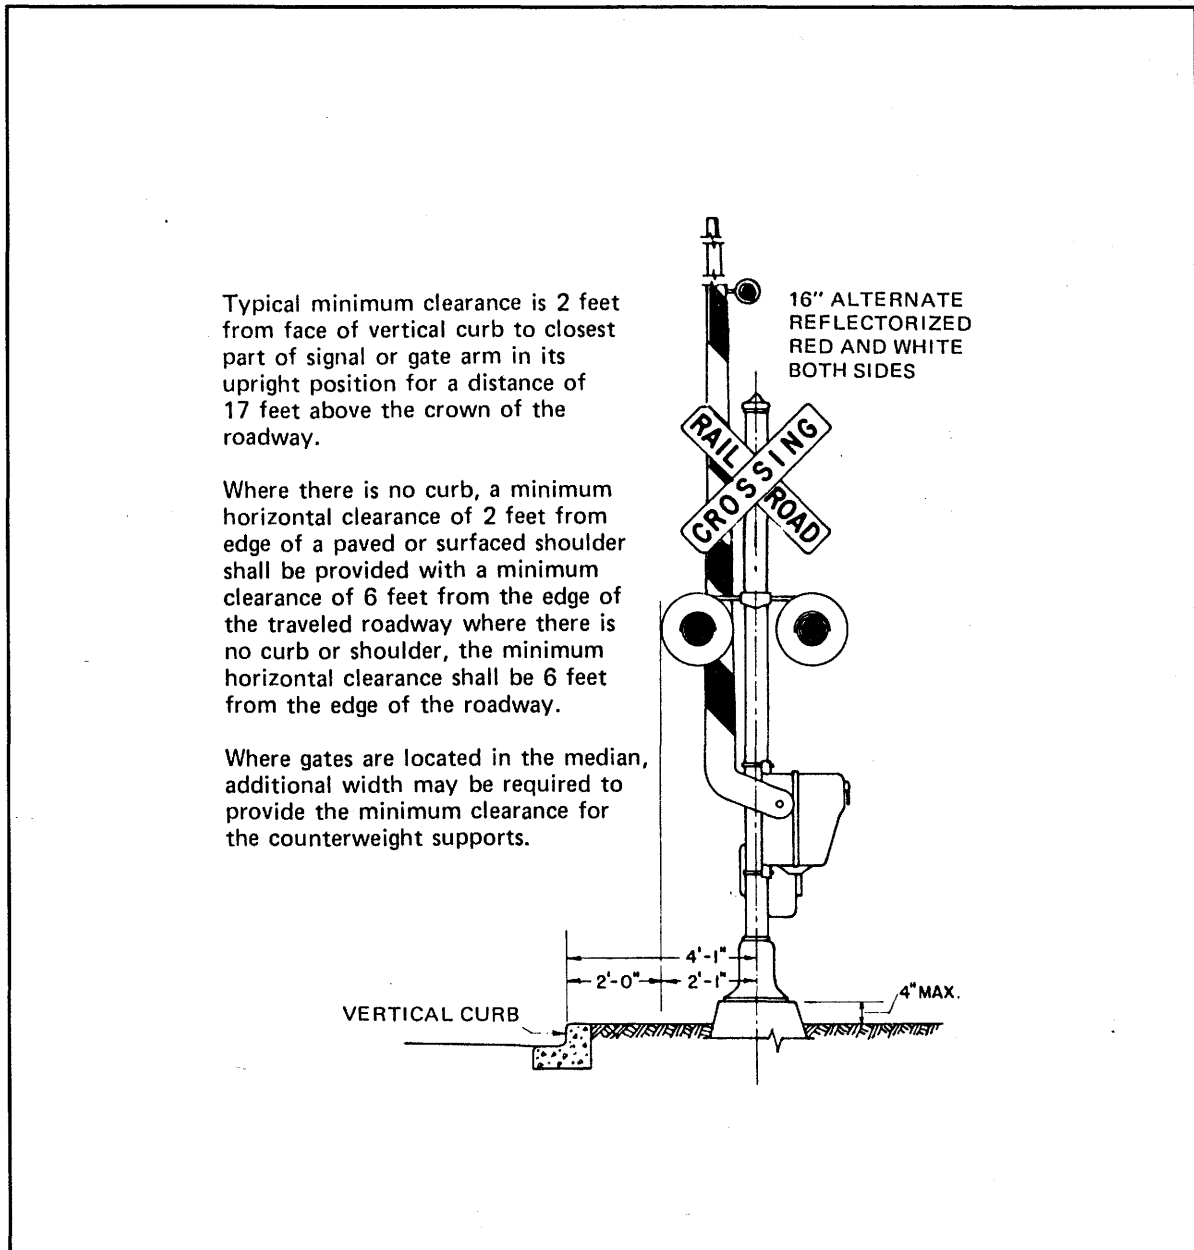 Typical minimum clearance is 2 feet
from face of vertical curb to closest
part of signal or gate arm in its
upright position for a distance of
17 feet above the crown of the
roadway.
Where there is no curb, a minimum
horizontal clearance of 2 feet from
edge of a paved or surfaced shoulder
shall be provided with a minimum
clearance of 6 feet from the edge of
the traveled roadway where there is
no curb or shoulder, the minimum
horizontal clearance shall be 6 feet
from the edge of the roadway.
Where gates are located in the median,
additional width may be required to
provide the minimum clearance for
the counterweight supports.
16" ALTERNATE
REFLECTORIZED
RED AND WHITE
BOTH SIDES
RAIL ROAD
CROSSING
4'-1"
2'-0"
2'-1"
4" MAX.
VERTICAL CURB